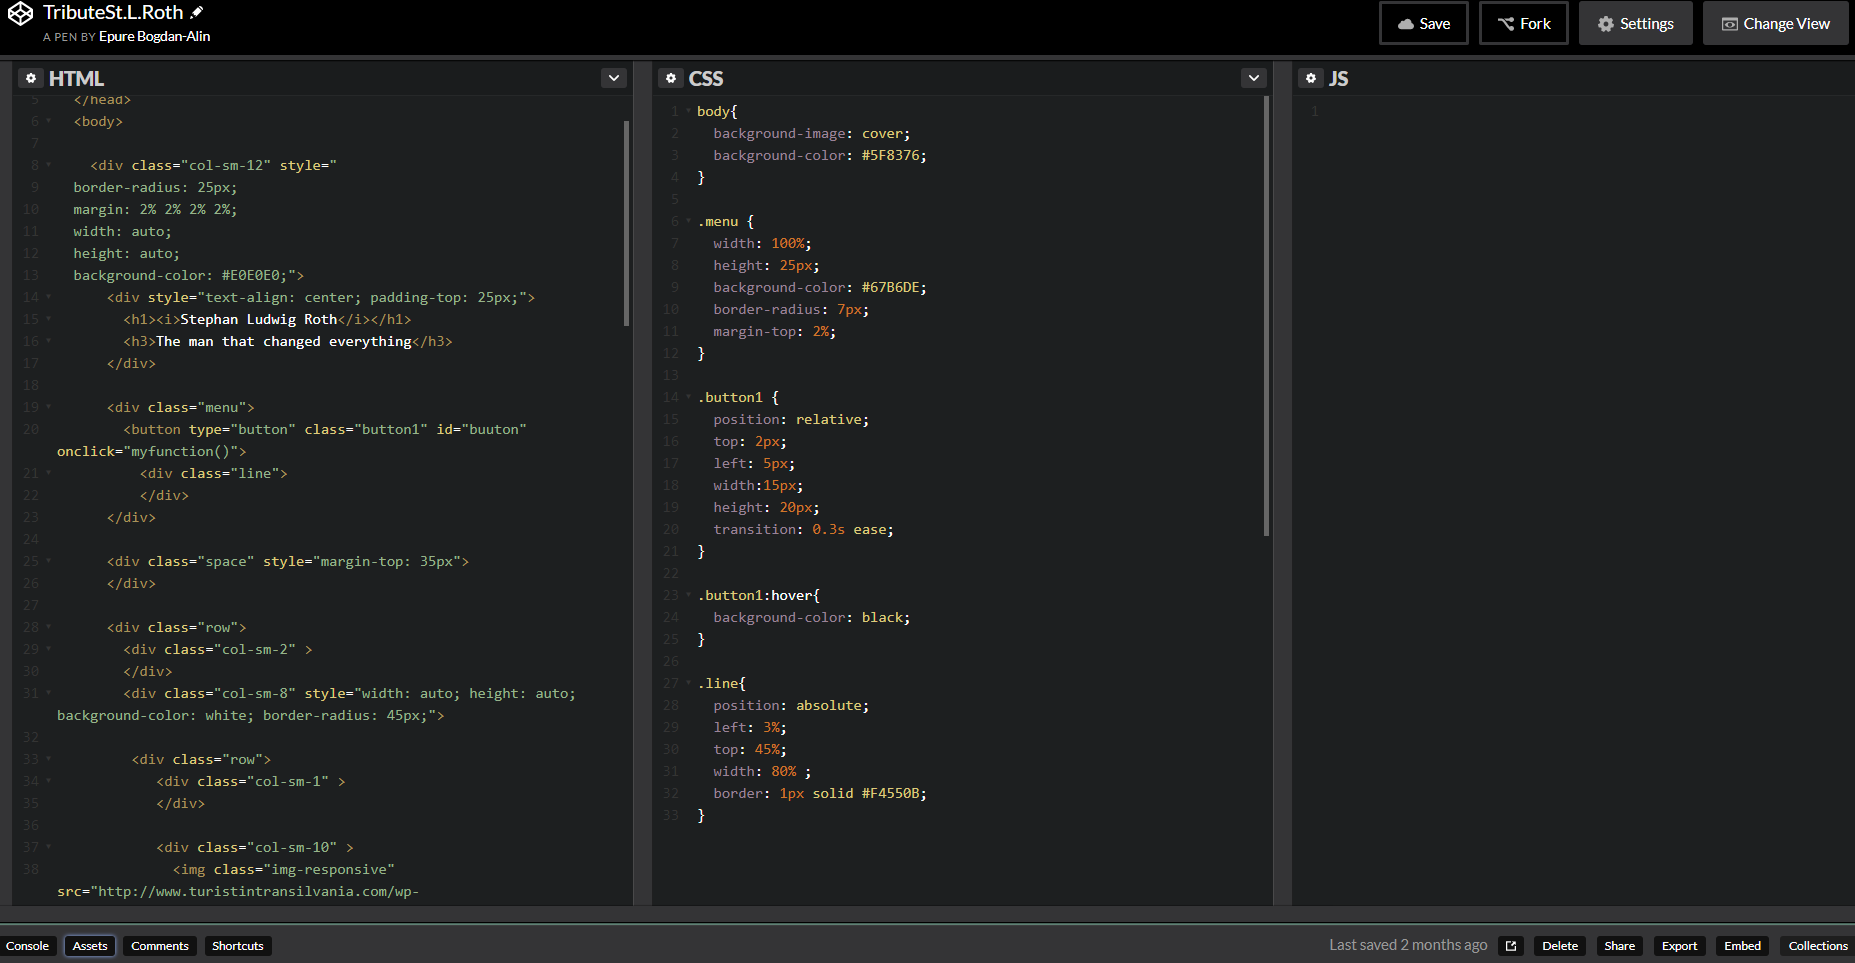 TributeSt.L.Roth
A PEN BY Epure Bogdan-Alin
Save
Fork
Settings
Change View
HTML
5 </head>
6 <body>
7
8 <div class="col-sm-12" style="
9 border-radius: 25px;
10 margin: 2% 2% 2% 2%;
11 width: auto;
12 height: auto;
13 background-color: #E0E0E0;">
14 <div style="text-align: center; padding-top: 25px;">
15 <h1><i>Stephan Ludwig Roth</i></h1>
16 <h3>The man that changed everything</h3>
17 </div>
18
19 <div class="menu">
20 <button type="button" class="button1" id="buuton"
onclick="myfunction()">
21 <div class="line">
22 </div>
23 </div>
24
25 <div class="space" style="margin-top: 35px">
26 </div>
27
28 <div class="row">
29 <div class="col-sm-2" >
30 </div>
31 <div class="col-sm-8" style="width: auto; height: auto;
background-color: white; border-radius: 45px;">
32
33 <div class="row">
34 <div class="col-sm-1" >
35 </div>
36
37 <div class="col-sm-10" >
38 <img class="img-responsive"
src="http://www.turistintransilvania.com/wp-
CSS
1 body{
2 background-image: cover;
3 background-color: #5F8376;
4 }
5
6 .menu {
7 width: 100%;
8 height: 25px;
9 background-color: #67B6DE;
10 border-radius: 7px;
11 margin-top: 2%;
12 }
13
14 .button1 {
15 position: relative;
16 top: 2px;
17 left: 5px;
18 width:15px;
19 height: 20px;
20 transition: 0.3s ease;
21 }
22
23 .button1:hover{
24 background-color: black;
25 }
26
27 .line{
28 position: absolute;
29 left: 3%;
30 top: 45%;
31 width: 80% ;
32 border: 1px solid #F4550B;
33 }
JS
1
Console
Assets
Comments
Shortcuts
Last saved 2 months ago
Delete
Share
Export
Embed
Collections